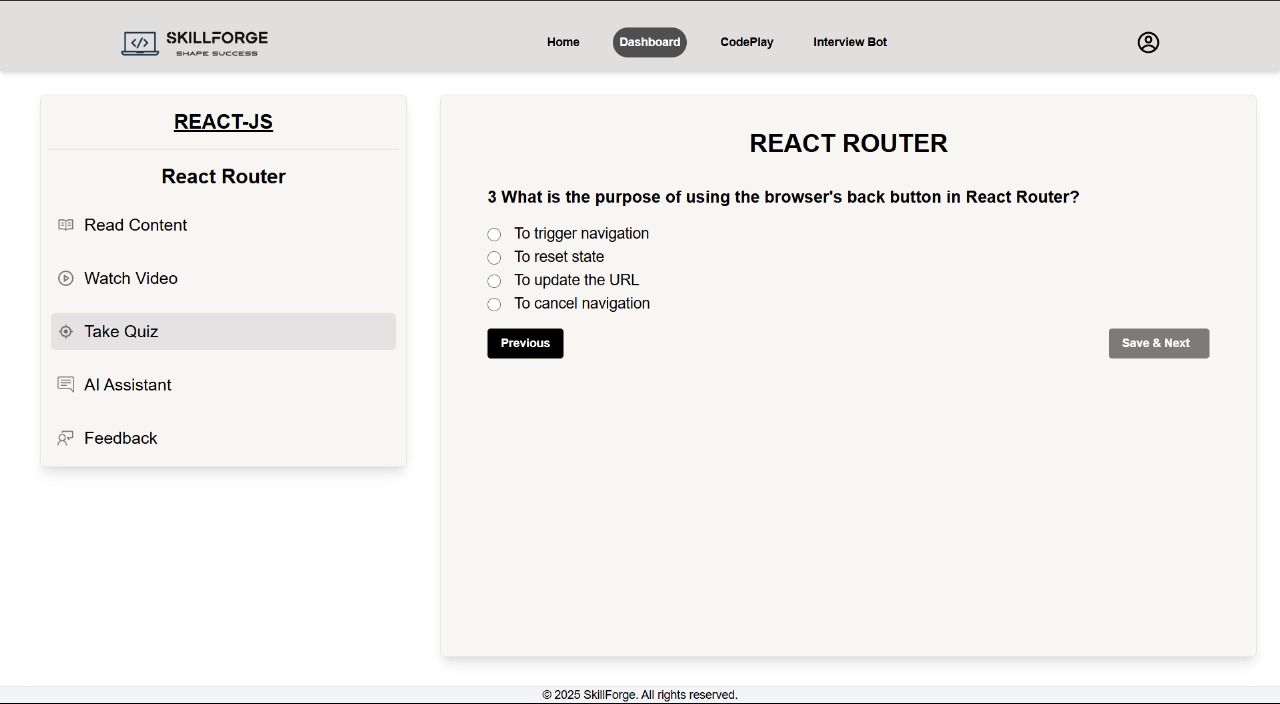 SKILLFORGE
SHAPE SUCCESS
Home
Dashboard
CodePlay
Interview Bot
REACT-JS
React Router
Read Content
Watch Video
Take Quiz
AI Assistant
Feedback
REACT ROUTER
3 What is the purpose of using the browser's back button in React Router?
To trigger navigation
To reset state
To update the URL
To cancel navigation
Previous
Save & Next
© 2025 SkillForge. All rights reserved.